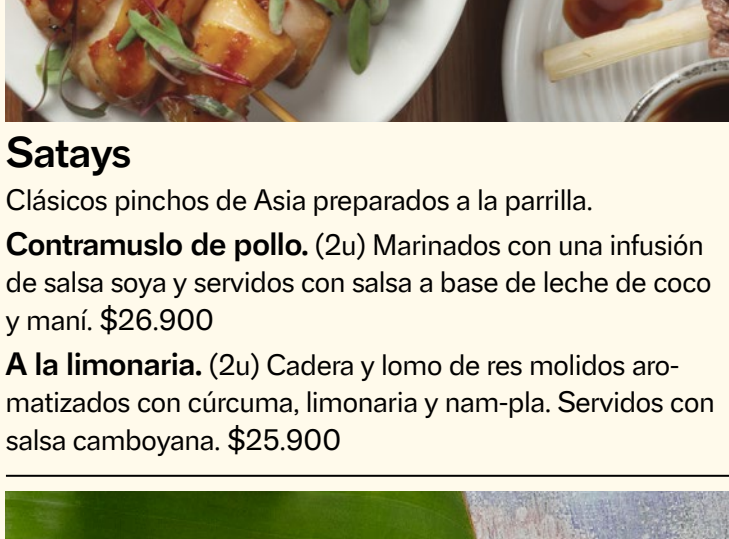 Satays
Clásicos pinchos de Asia preparados a la parrilla.
Contramuslo de pollo. (2u) Marinados con una infusión
de salsa soya y servidos con salsa a base de leche de coco
y maní. $26.900
A la limonaria. (2u) Cadera y lomo de res molidos aro-
matizados con cúrcuma, limonaria y nam-pla. Servidos con
salsa camboyana. $25.900